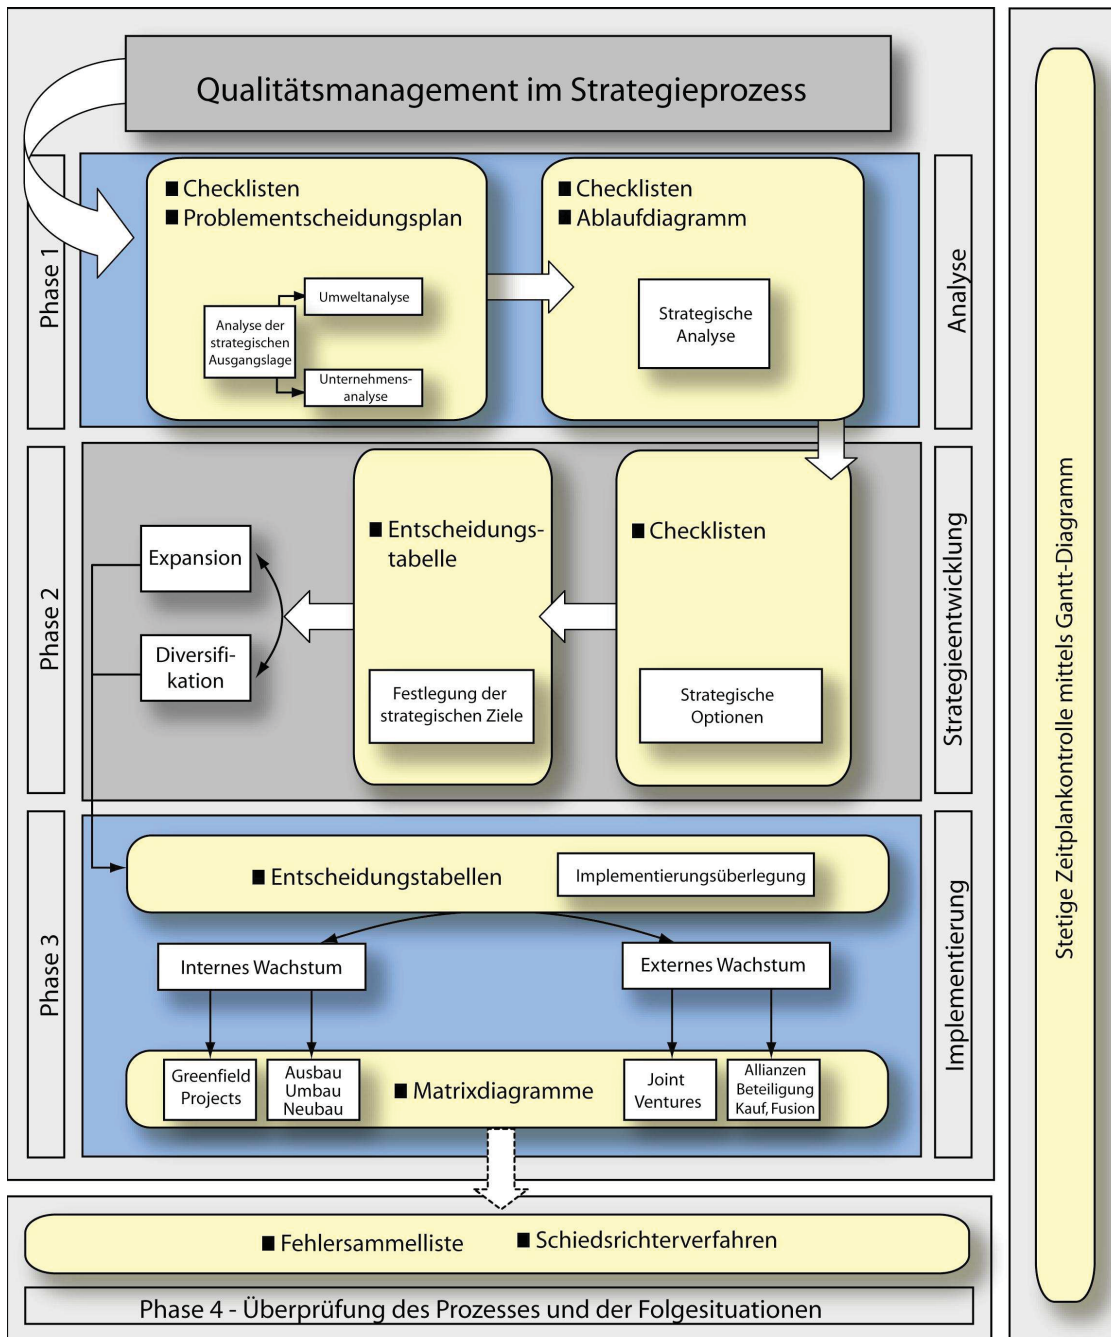 Qualitätsmanagement im Strategieprozess
Phase 1
■ Checklisten
■ Problementscheidungsplan
Analyse der
strategischen
Ausgangslage
Umweltanalyse
Unternehmens-
analyse
■ Checklisten
■ Ablaufdiagramm
Strategische
Analyse
Analyse
Phase 2
Expansion
Diversifi-
kation
■ Entscheidungs-
tabelle
Festlegung der
strategischen Ziele
■ Checklisten
Strategische
Optionen
Strategieentwicklung
Phase 3
■ Entscheidungstabellen
Implementierungsüberlegung
Internes Wachstum
Externes Wachstum
Greenfield
Projects
Ausbau
Umbau
Neubau
■ Matrixdiagramme
Joint
Ventures
Allianzen
Beteiligung
Kauf, Fusion
Implementierung
■ Fehlersammelliste
■ Schiedsrichterverfahren
Phase 4 - Überprüfung des Prozesses und der Folgesituationen
Stetige Zeitplankontrolle mittels Gantt-Diagramm